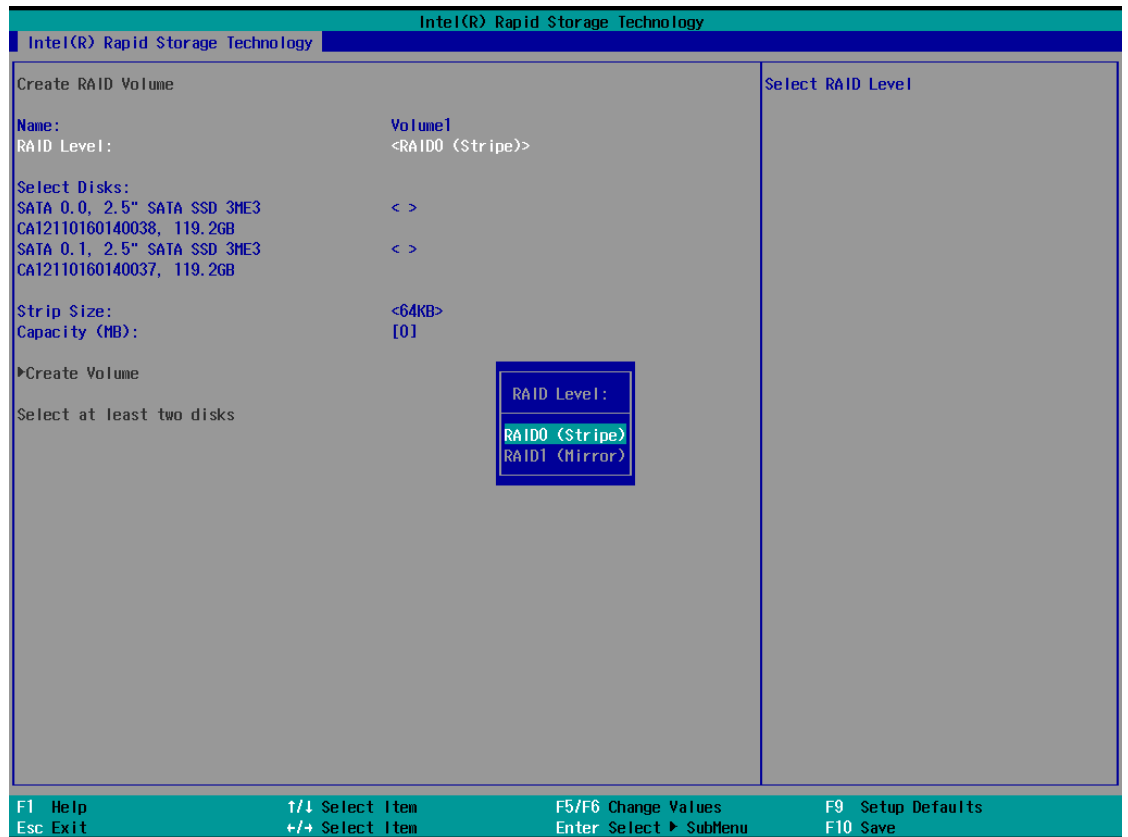 Intel(R) Rapid Storage Technology
Intel(R) Rapid Storage Technology
Create RAID Volume
Select RAID Level
Name: Volume1
RAID Level: <RAID0 (Stripe)>
Select Disks:
SATA 0.0, 2.5" SATA SSD 3ME3 < >
CA12110160140038, 119.2GB
SATA 0.1, 2.5" SATA SSD 3ME3 < >
CA12110160140037, 119.2GB
Strip Size: <64KB>
Capacity (MB): [0]
▶Create Volume
Select at least two disks
RAID Level:
RAID0 (Stripe)
RAID1 (Mirror)
F1 Help ↑/↓ Select Item F5/F6 Change Values F9 Setup Defaults
Esc Exit ←/→ Select Item Enter Select ▶ SubMenu F10 Save